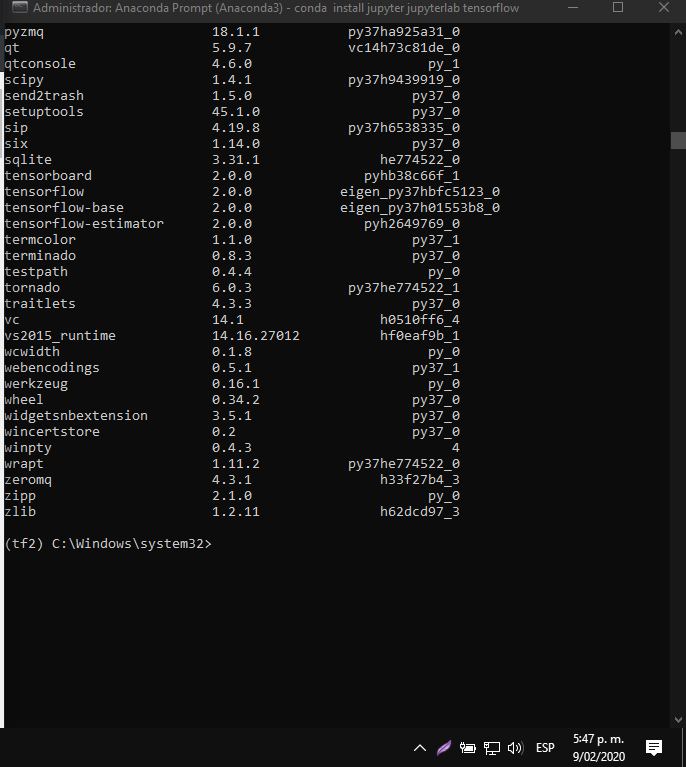 Administrador: Anaconda Prompt (Anaconda3) - conda install jupyter jupyterlab tensorflow
pyzmq 18.1.1 py37ha925a31_0
qt 5.9.7 vc14h73c81de_0
qtconsole 4.6.0 py_1
scipy 1.4.1 py37h9439919_0
send2trash 1.5.0 py37_0
setuptools 45.1.0 py37_0
sip 4.19.8 py37h6538335_0
six 1.14.0 py37_0
sqlite 3.31.1 he774522_0
tensorboard 2.0.0 pyhb38c66f_1
tensorflow 2.0.0 eigen_py37hbfc5123_0
tensorflow-base 2.0.0 eigen_py37h01553b8_0
tensorflow-estimator 2.0.0 pyh2649769_0
termcolor 1.1.0 py37_1
terminado 0.8.3 py37_0
testpath 0.4.4 py_0
tornado 6.0.3 py37he774522_1
traitlets 4.3.3 py37_0
vc 14.1 h0510ff6_4
vs2015_runtime 14.16.27012 hf0eaf9b_1
wcwidth 0.1.8 py_0
webencodings 0.5.1 py37_1
werkzeug 0.16.1 py_0
wheel 0.34.2 py37_0
widgetsnbextension 3.5.1 py37_0
wincertstore 0.2 py37_0
winpty 0.4.3 4
wrapt 1.11.2 py37he774522_0
zeromq 4.3.1 h33f27b4_3
zipp 2.1.0 py_0
zlib 1.2.11 h62dcd97_3
(tf2) C:\Windows\system32>
ESP
5:47 p. m.
9/02/2020